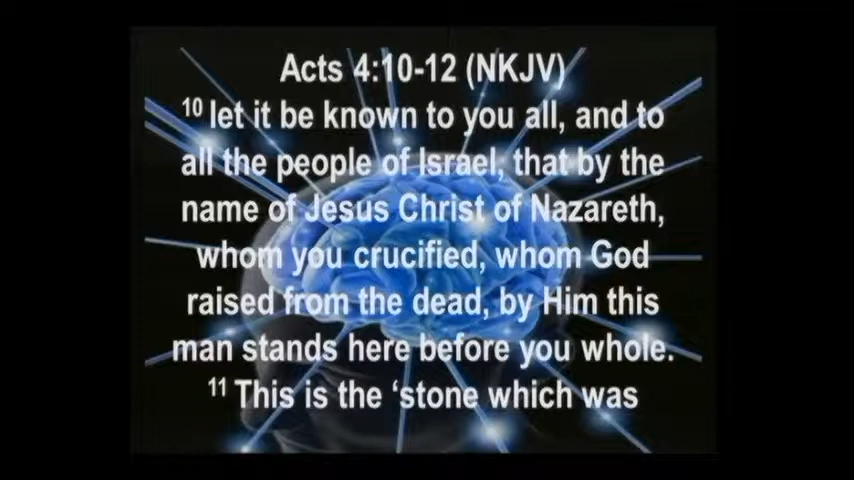 Acts 4:10-12 (NKJV)
10 let it be known to you all, and to
all the people of Israel, that by the
name of Jesus Christ of Nazareth,
whom you crucified, whom God
raised from the dead, by Him this
man stands here before you whole.
11 This is the ‘stone which was